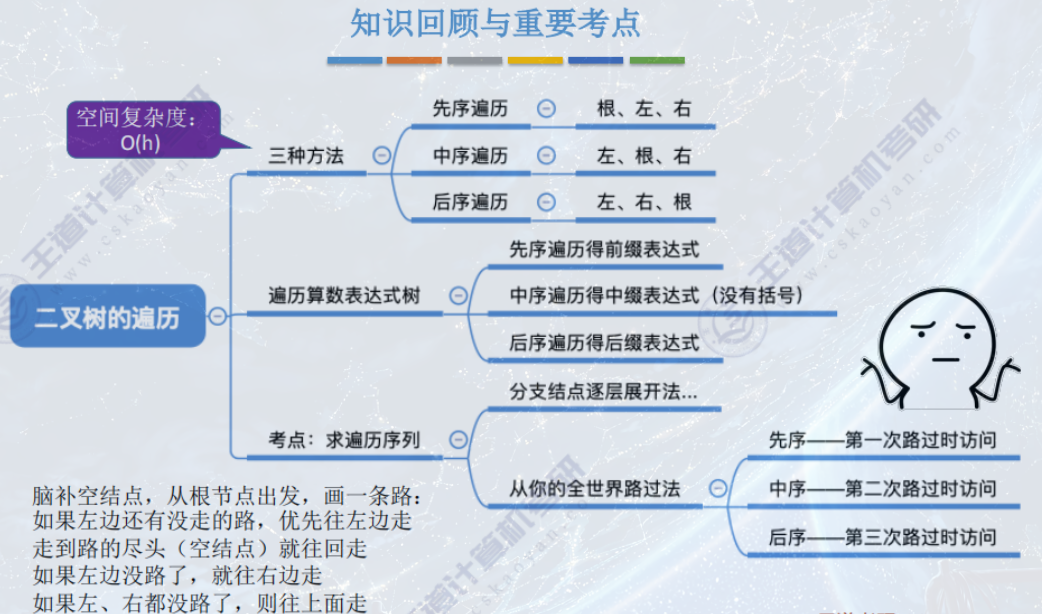 知识回顾与重要考点
空间复杂度：
O(h)
三种方法
先序遍历
根、左、右
中序遍历
左、根、右
后序遍历
左、右、根
二叉树的遍历
遍历算数表达式树
先序遍历得前缀表达式
中序遍历得中缀表达式（没有括号）
后序遍历得后缀表达式
考点：求遍历序列
分支结点逐层展开法...
从你的全世界路过法
先序——第一次路过时访问
中序——第二次路过时访问
后序——第三次路过时访问
脑补空结点，从根节点出发，画一条路：
如果左边还有没走的路，优先往左边走
走到路的尽头（空结点）就往回走
如果左边没路了，就往右边走
如果左、右都没路了，则往上面走
王道计算机考研
www.cskaoyan.com
王道计算机考研
www.cskaoyan.com
王道计算机考研